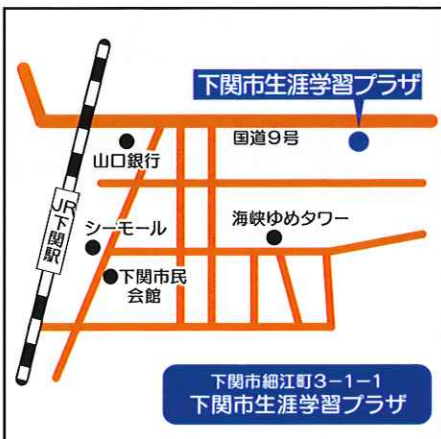 下関市生涯学習プラザ
国道9号
山口銀行
JR
下関駅
シーモール
海峡ゆめタワー
下関市民
会館
下関市細江町3-1-1
下関市生涯学習プラザ